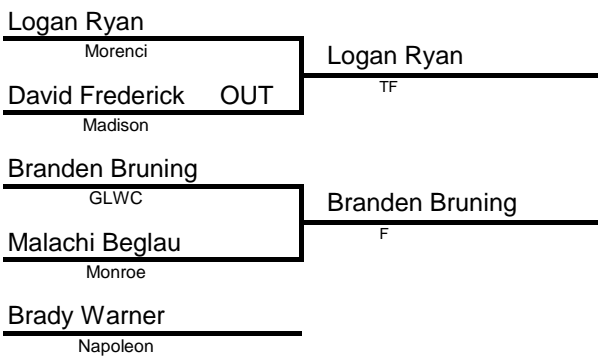 Logan Ryan
Morenci
Logan Ryan
TF
David Frederick OUT
Madison
Branden Bruning
GLWC
Branden Bruning
F
Malachi Beglau
Monroe
Brady Warner
Napoleon